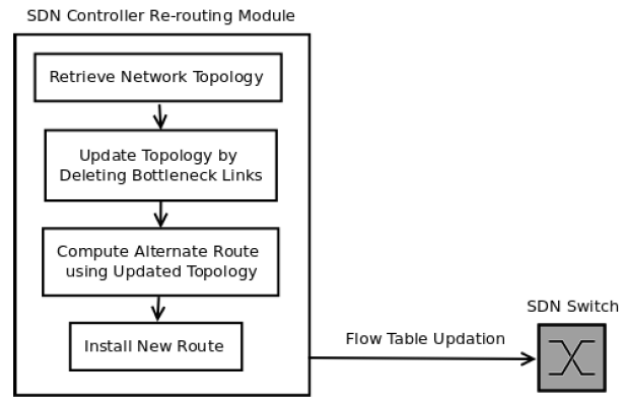 SDN Controller Re-routing Module
Retrieve Network Topology
Update Topology by
Deleting Bottleneck Links
Compute Alternate Route
using Updated Topology
Install New Route
Flow Table Updation
SDN Switch